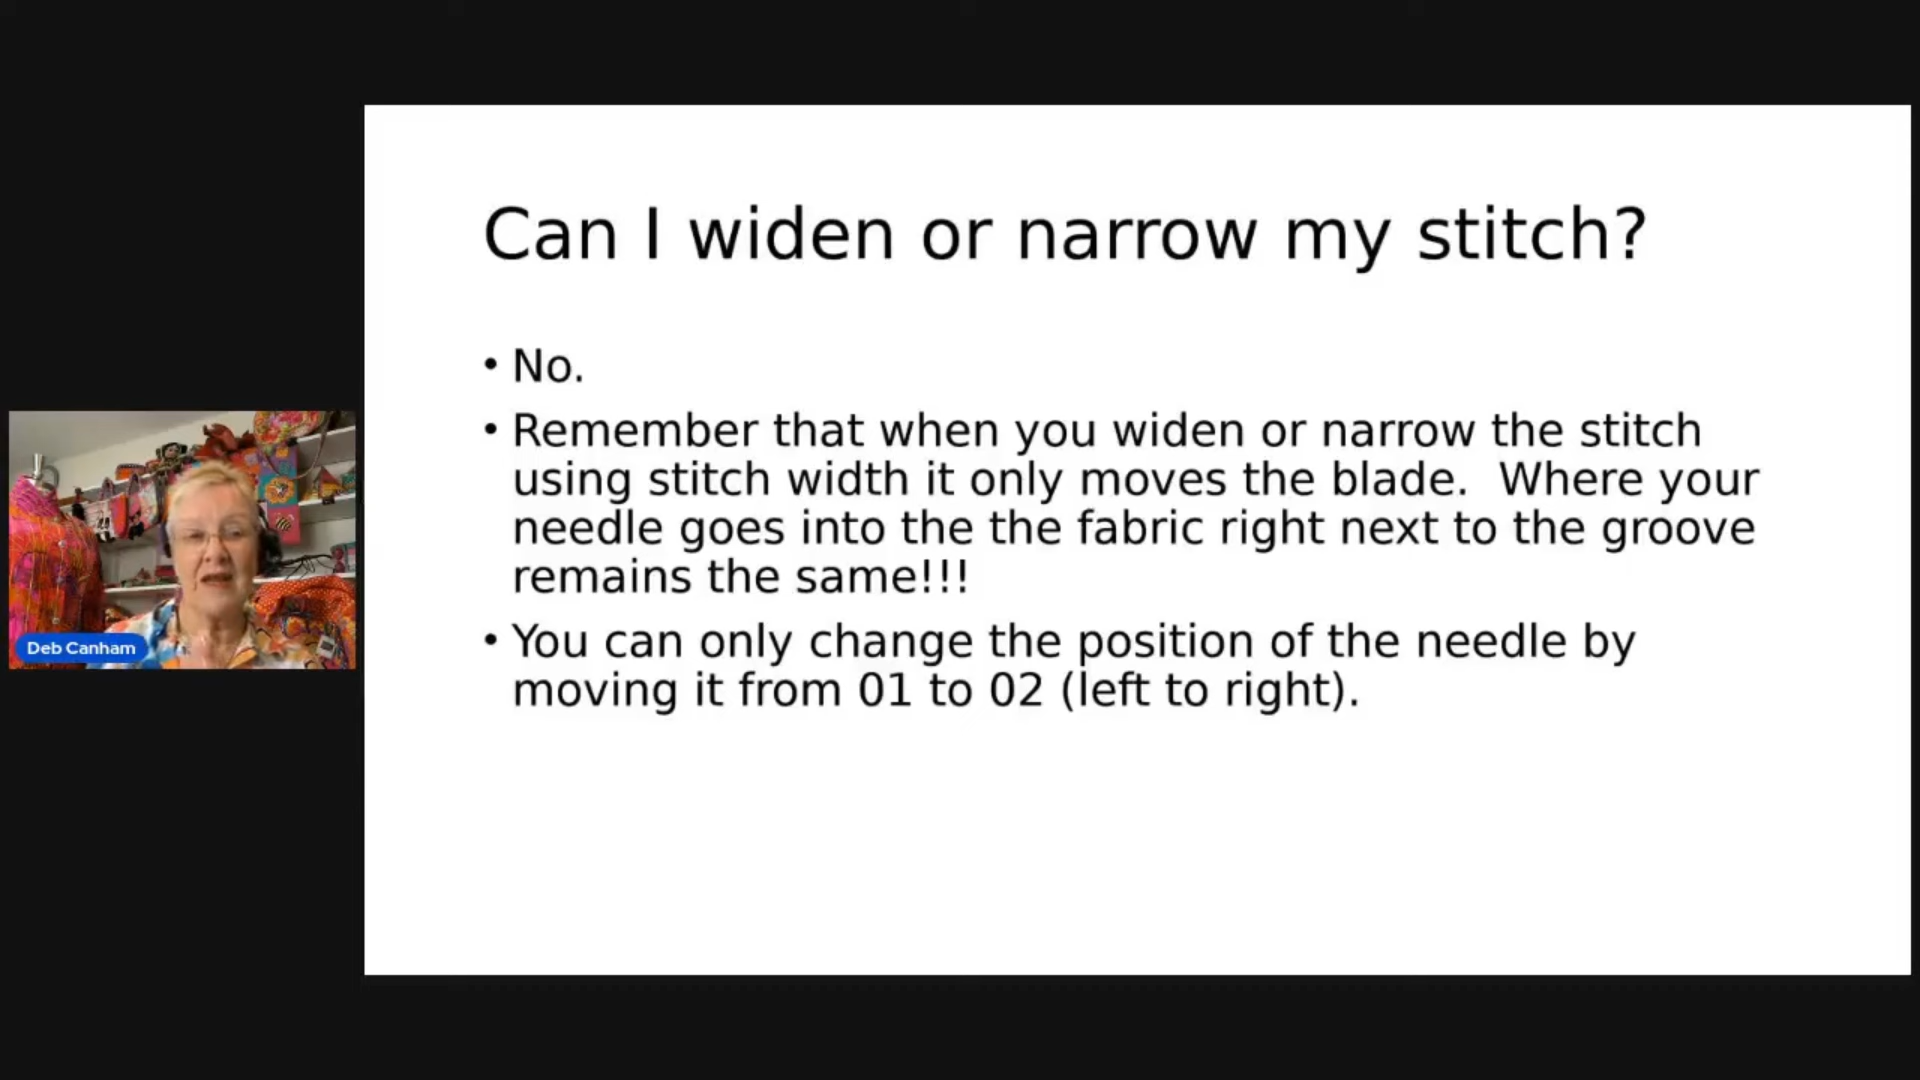 Can I widen or narrow my stitch?
• No.
• Remember that when you widen or narrow the stitch
using stitch width it only moves the blade.  Where your
needle goes into the the fabric right next to the groove
remains the same!!!
• You can only change the position of the needle by
moving it from 01 to 02 (left to right).
Deb Canham